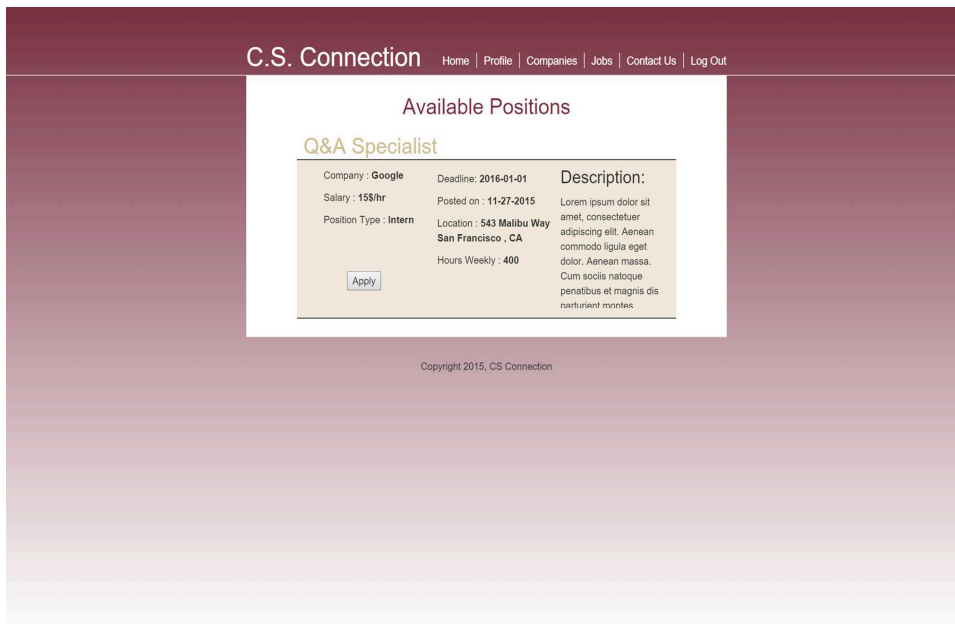 C.S. Connection
Home | Profile | Companies | Jobs | Contact Us | Log Out
Available Positions
Q&A Specialist
Company : Google
Salary : 15$/hr
Position Type : Intern
Apply
Deadline: 2016-01-01
Posted on : 11-27-2015
Location : 543 Malibu Way
San Francisco , CA
Hours Weekly : 400
Description:
Lorem ipsum dolor sit
amet, consectetuer
adipiscing elit. Aenean
commodo ligula eget
dolor. Aenean massa.
Cum sociis natoque
penatibus et magnis dis
parturient montes
Copyright 2015, CS Connection